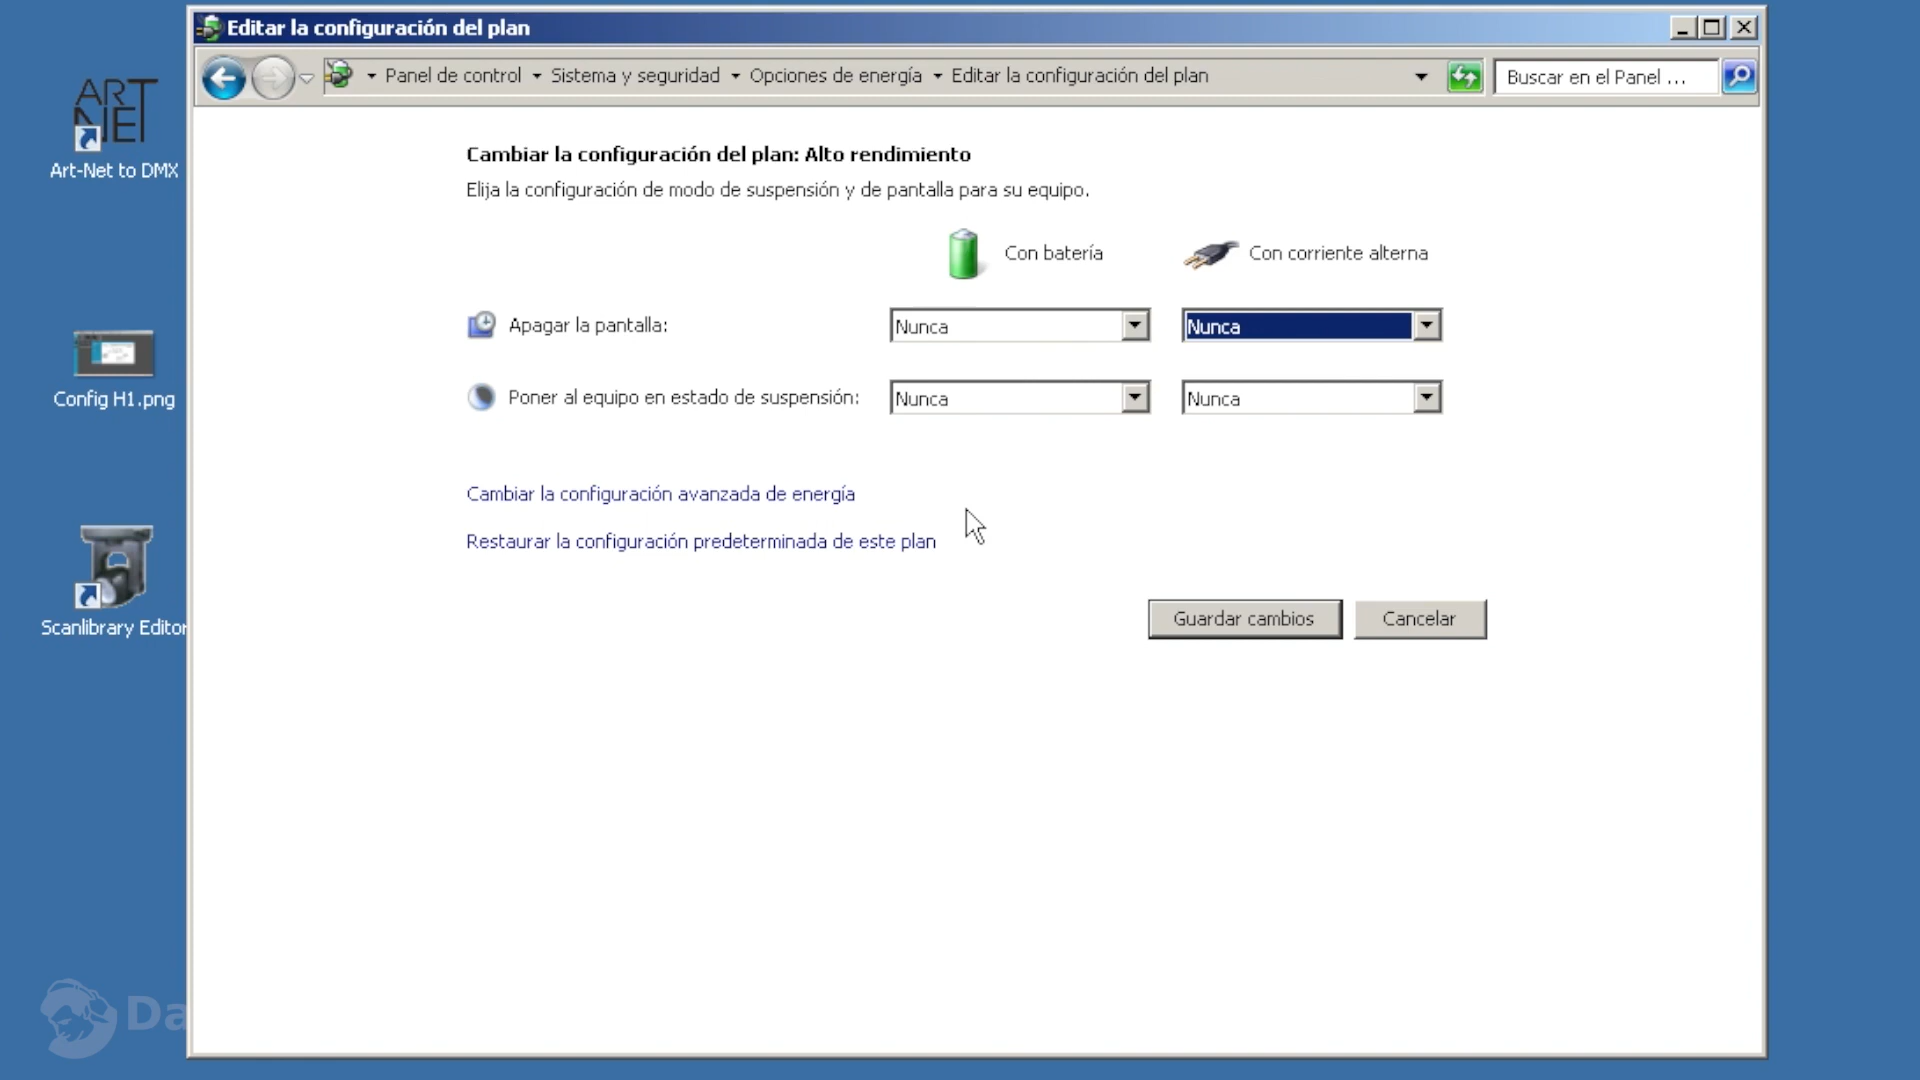 Editar la configuración del plan
Panel de control Sistema y seguridad Opciones de energía Editar la configuración del plan
Buscar en el Panel ...
ART
NET
Art-Net to DMX
Cambiar la configuración del plan: Alto rendimiento
Elija la configuración de modo de suspensión y de pantalla para su equipo.
Con batería Con corriente alterna
Apagar la pantalla: Nunca Nunca
Config H1.png
Poner al equipo en estado de suspensión: Nunca Nunca
Cambiar la configuración avanzada de energía
Restaurar la configuración predeterminada de este plan
Scanlibrary Editor
Guardar cambios Cancelar